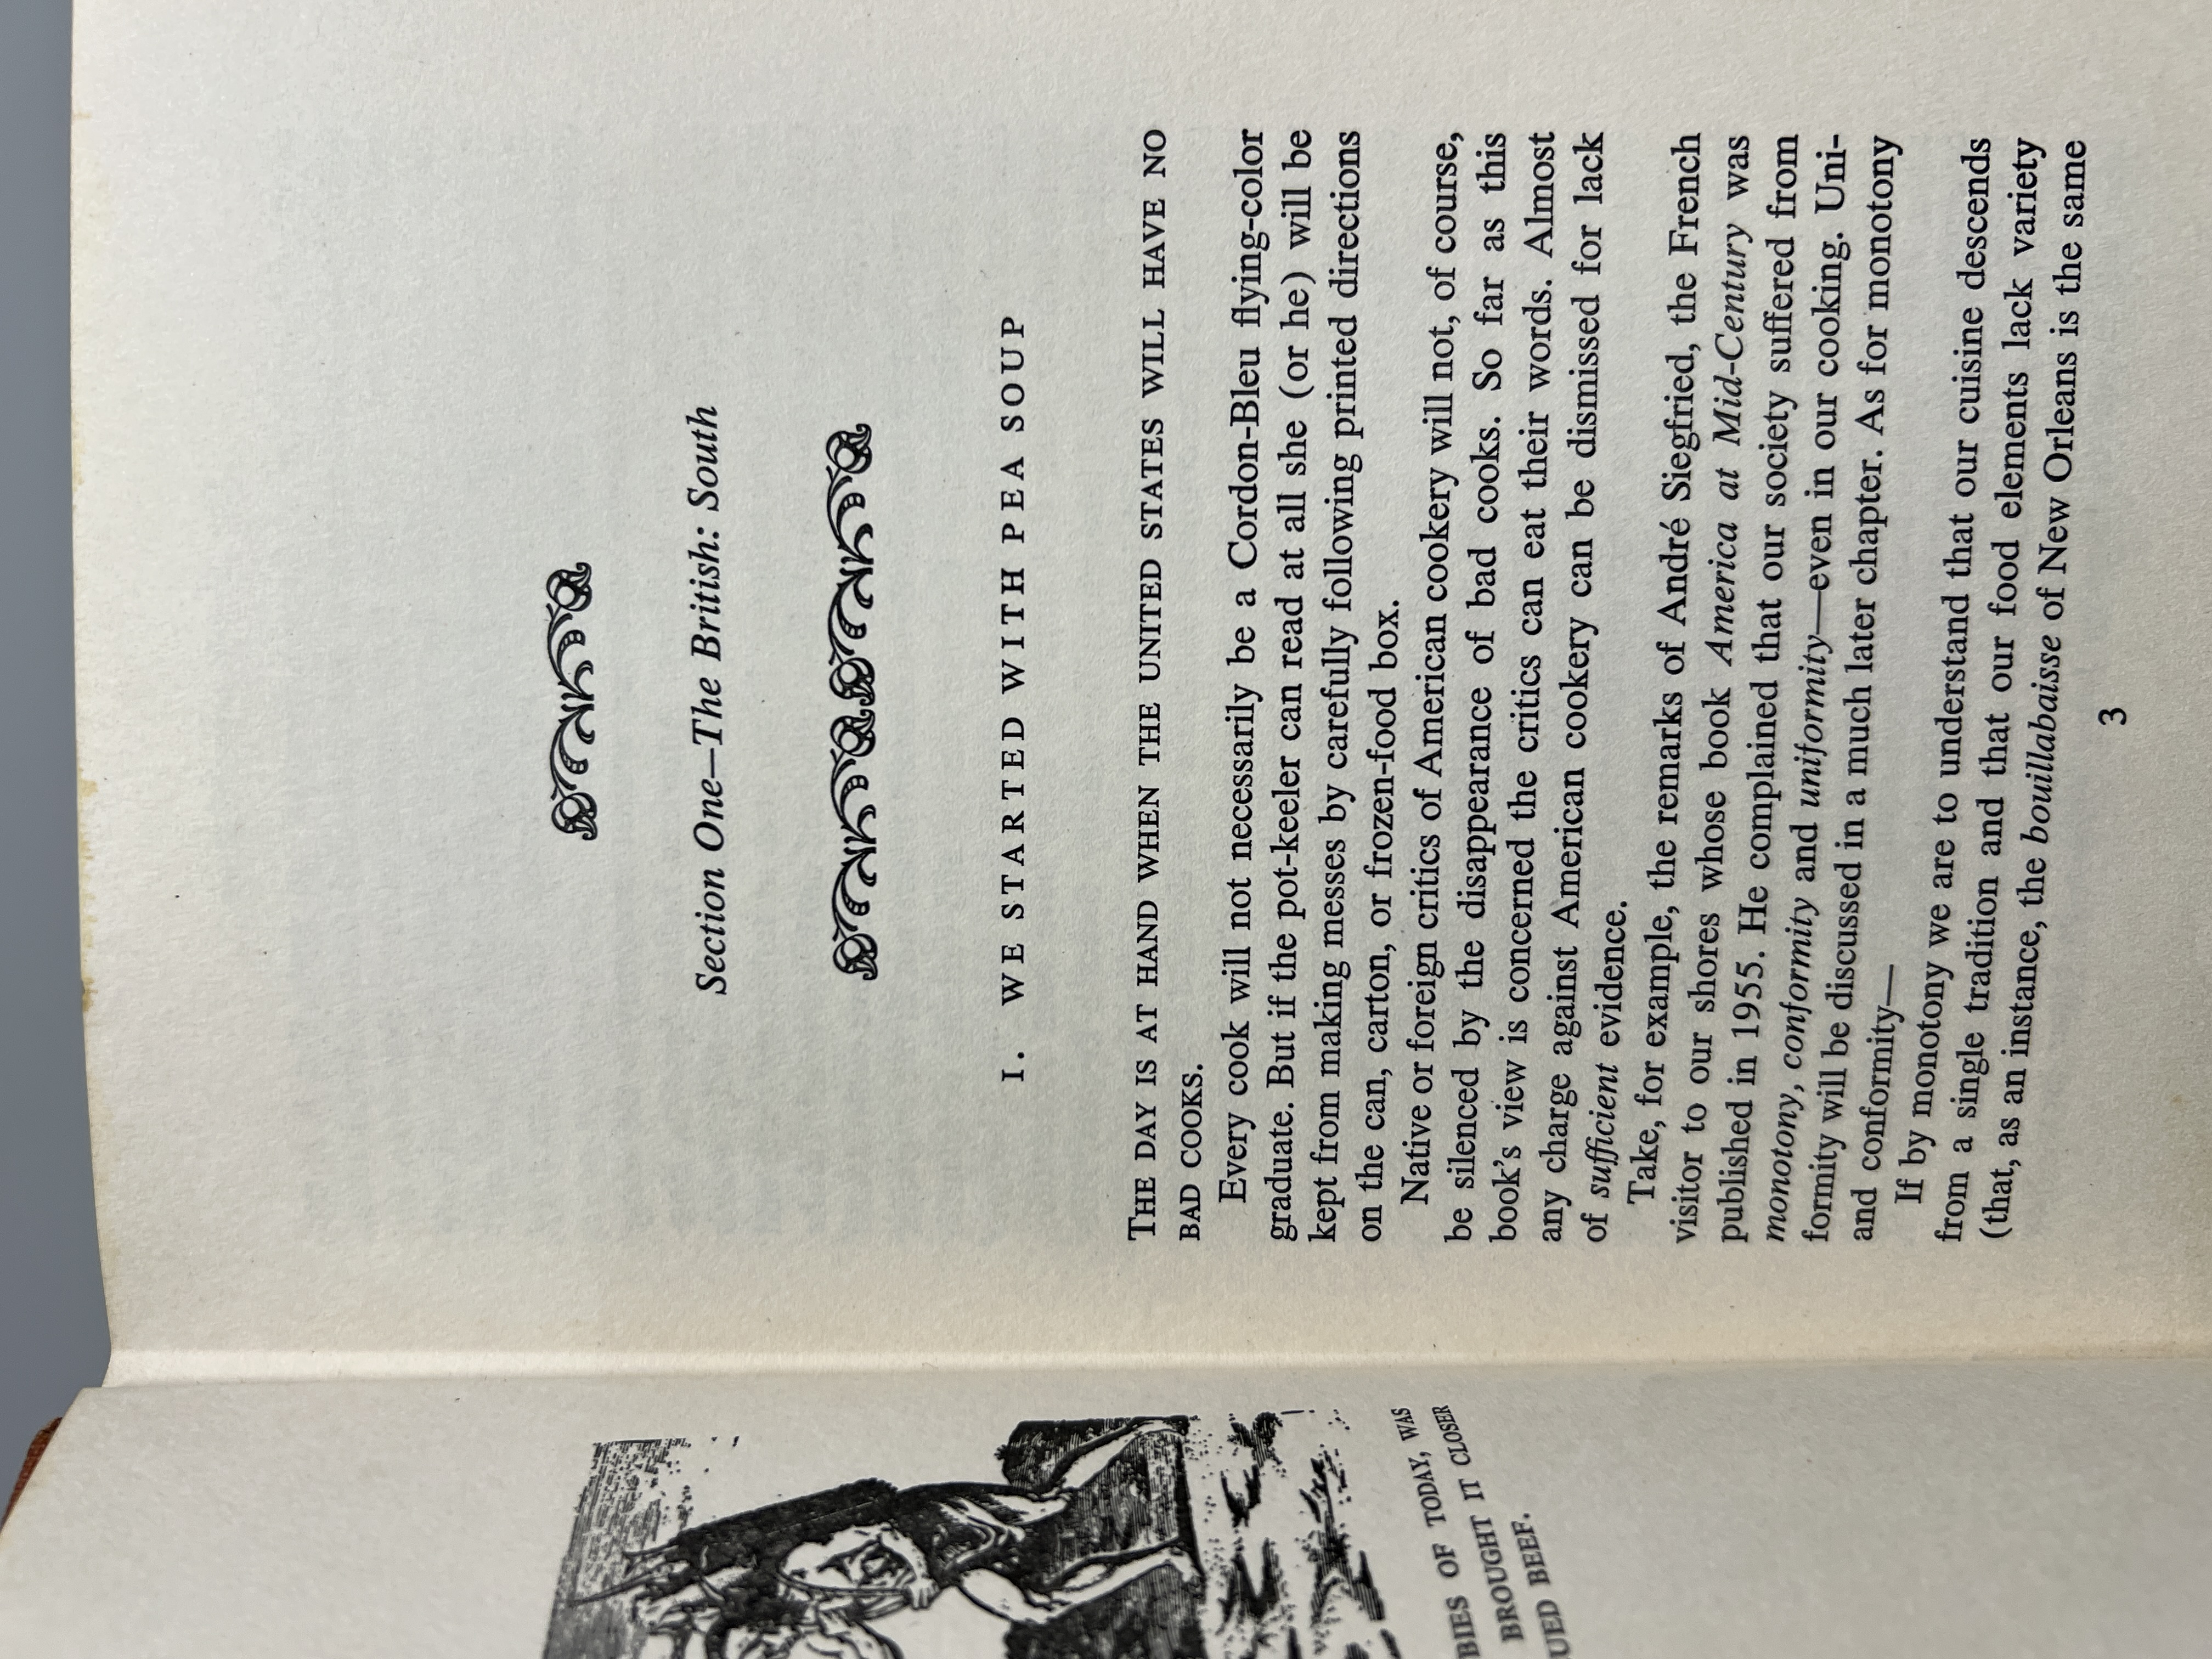 BIES OF TODAY, WAS
BROUGHT IT CLOSER
UED BEEF.
Section One—The British: South
I. WE STARTED WITH PEA SOUP
THE DAY IS AT HAND WHEN THE UNITED STATES WILL HAVE NO
BAD COOKS.
Every cook will not necessarily be a Cordon-Bleu flying-color
graduate. But if the pot-keeler can read at all she (or he) will be
kept from making messes by carefully following printed directions
on the can, carton, or frozen-food box.
Native or foreign critics of American cookery will not, of course,
be silenced by the disappearance of bad cooks. So far as this
book's view is concerned the critics can eat their words. Almost
any charge against American cookery can be dismissed for lack
of sufficient evidence.
Take, for example, the remarks of André Siegfried, the French
visitor to our shores whose book America at Mid-Century was
published in 1955. He complained that our society suffered from
monotony, conformity and uniformity—even in our cooking. Uni-
formity will be discussed in a much later chapter. As for monotony
and conformity—
If by monotony we are to understand that our cuisine descends
from a single tradition and that our food elements lack variety
(that, as an instance, the bouillabaisse of New Orleans is the same
3